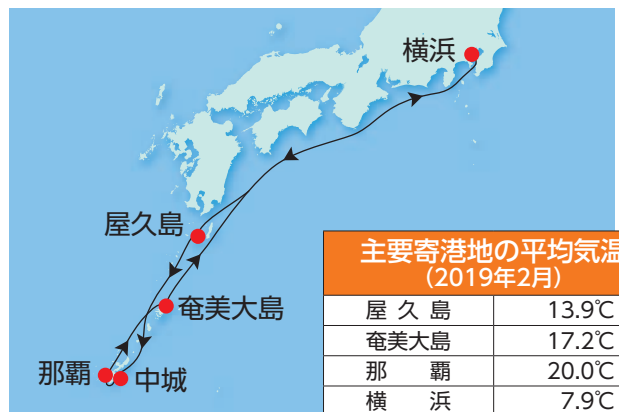 横浜
屋久島
奄美大島
那覇
中城
主要寄港地の平均気温
(2019年2月)
屋久島 13.9℃
奄美大島 17.2℃
那覇 20.0℃
横浜 7.9℃